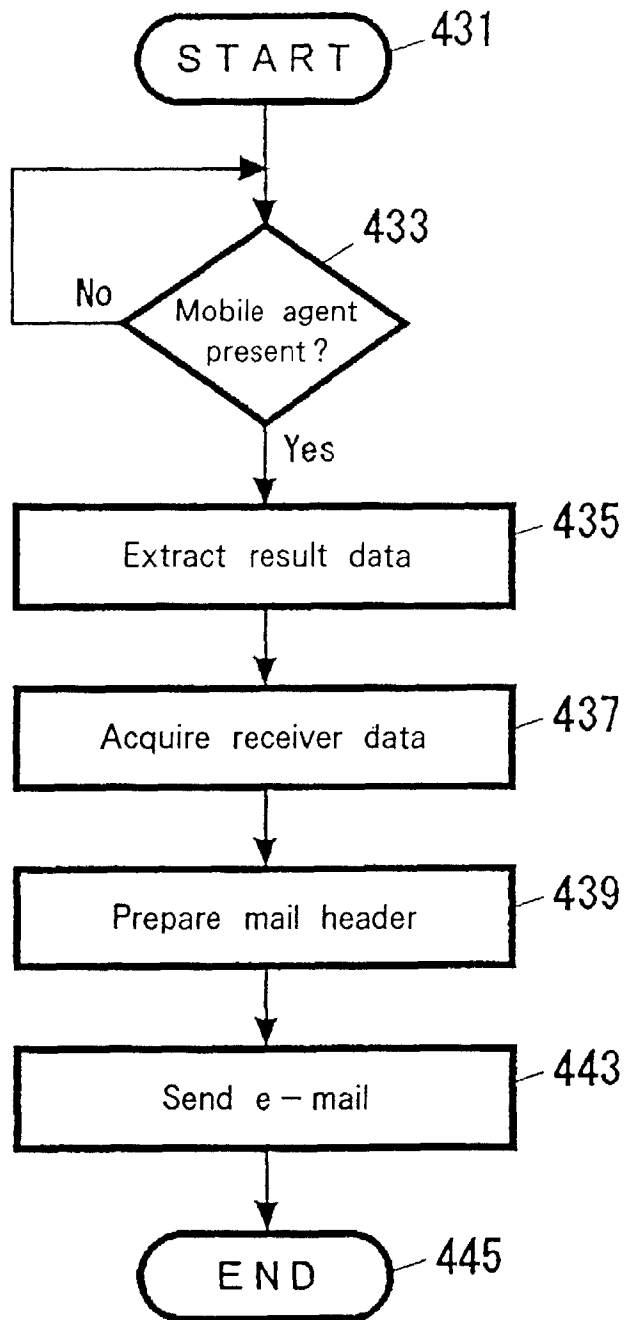 START
431
433
No
Mobile agent
present?
Yes
435
Extract result data
437
Acquire receiver data
439
Prepare mail header
443
Send e-mail
END
445